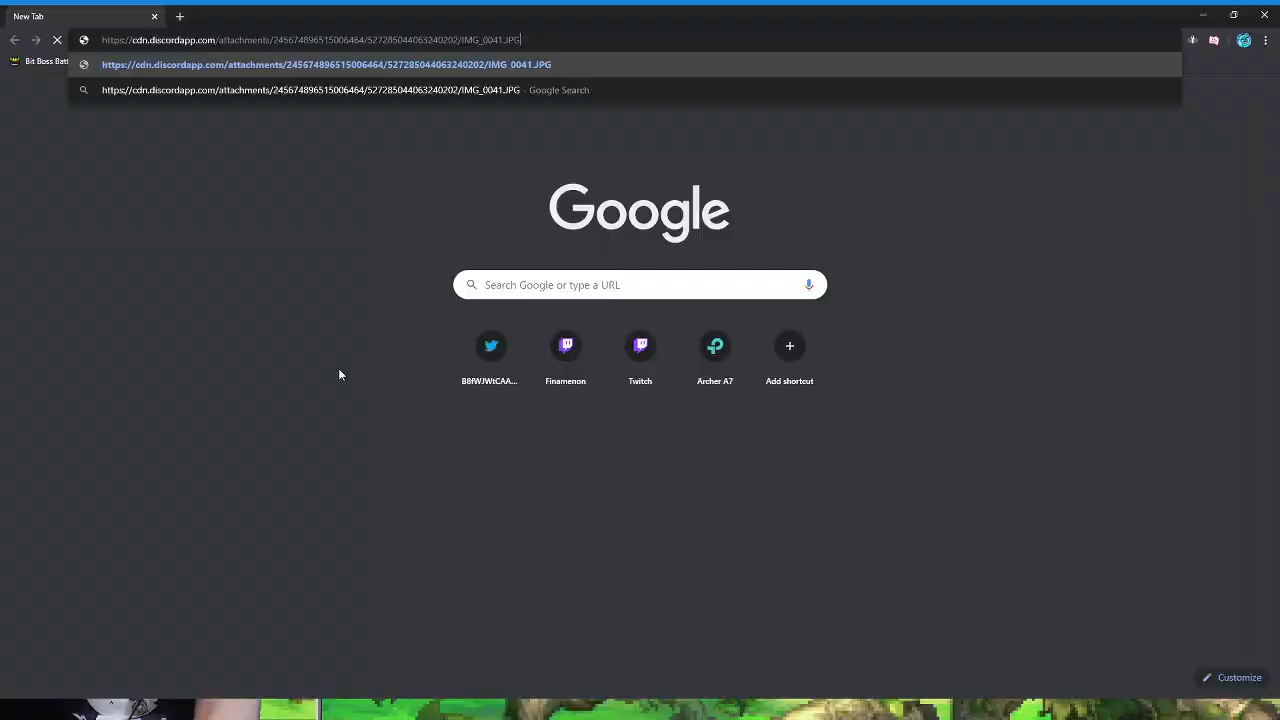 New Tab
https://cdn.discordapp.com/attachments/245674896515006464/527285044063240202/IMG_0041.JPG
Bit Boss Batt
https://cdn.discordapp.com/attachments/245674896515006464/527285044063240202/IMG_0041.JPG
https://cdn.discordapp.com/attachments/245674896515006464/527285044063240202/IMG_0041.JPG - Google Search
Google
Search Google or type a URL
B8fWJWtCAA... Finamenon Twitch Archer A7 Add shortcut
Customize